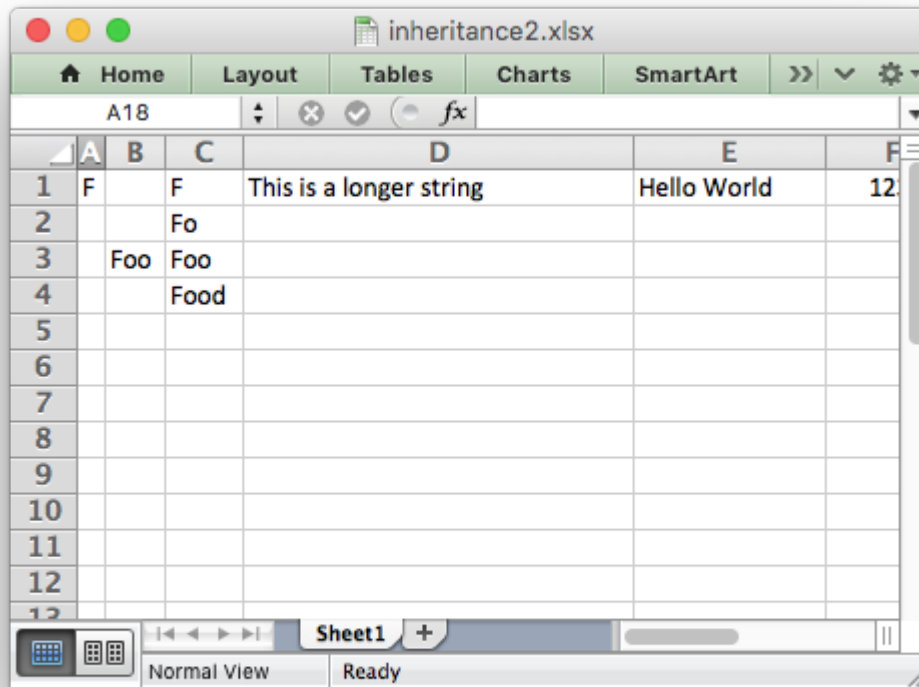 inheritance2.xlsx
Home Layout Tables Charts SmartArt
A18 fx
A B C D E F
1 F F This is a longer string Hello World
2 Fo
3 Foo Foo
4 Food
5
6
7
8
9
10
11
12
13
Sheet1 +
Normal View Ready